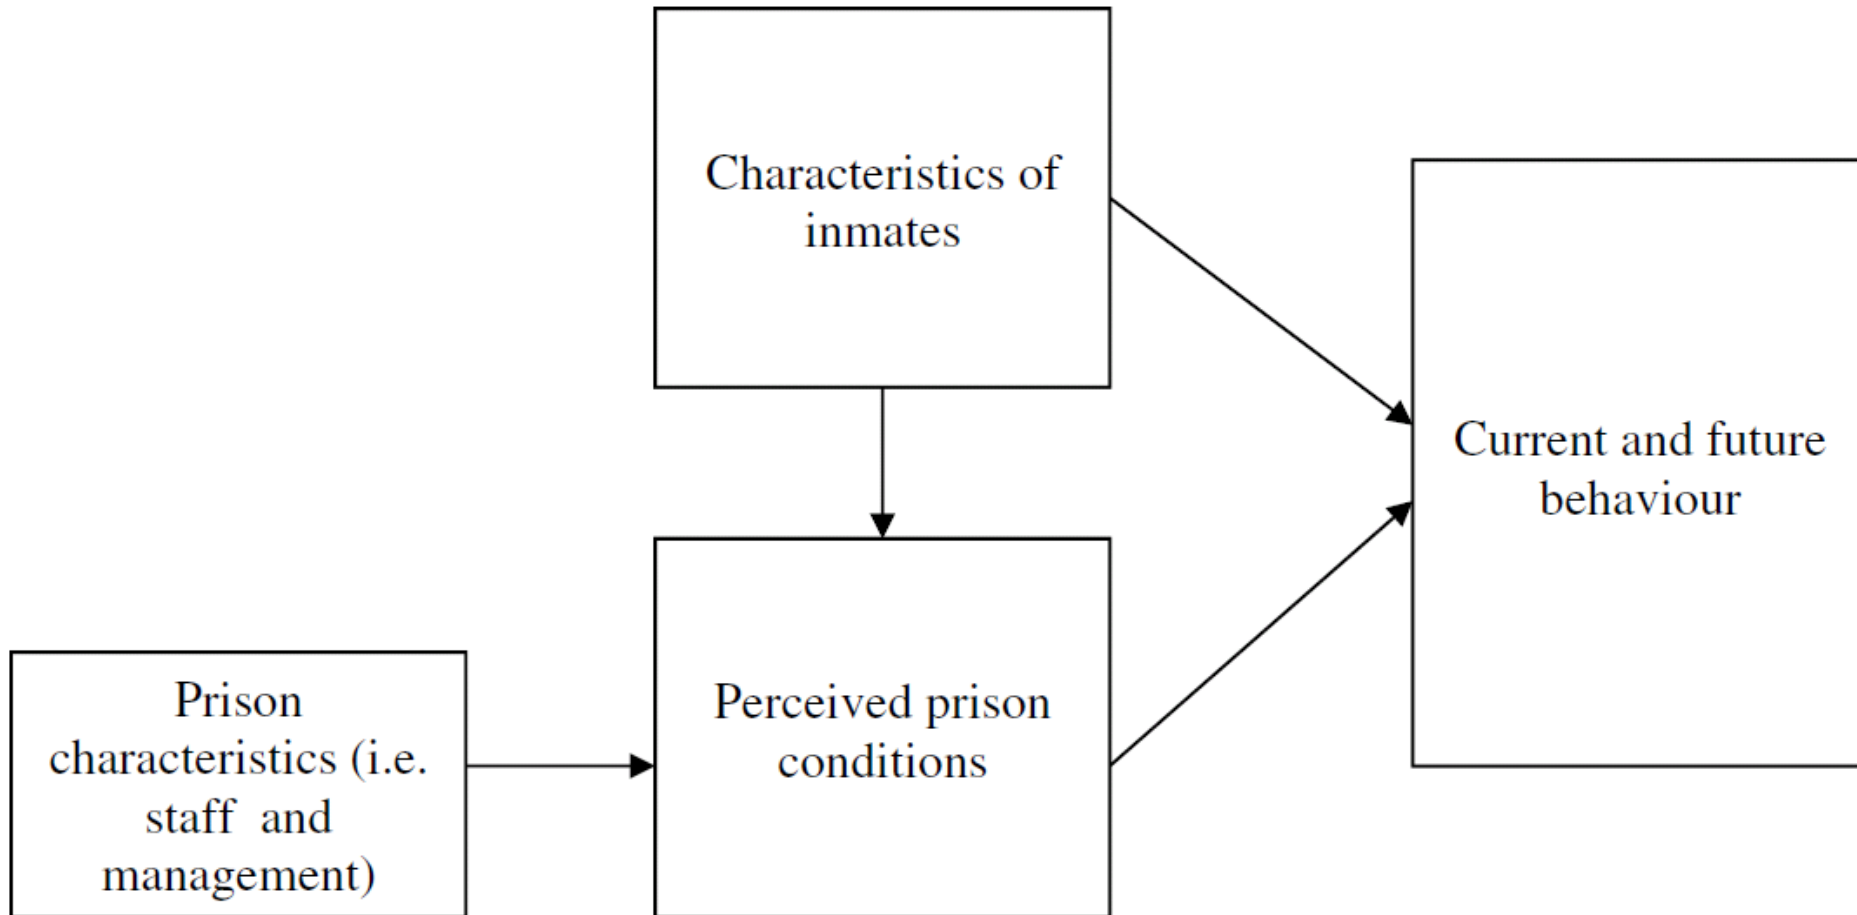 Characteristics of
inmates
Current and future
behaviour
Prison
characteristics (i.e.
staff  and
management)
Perceived prison
conditions